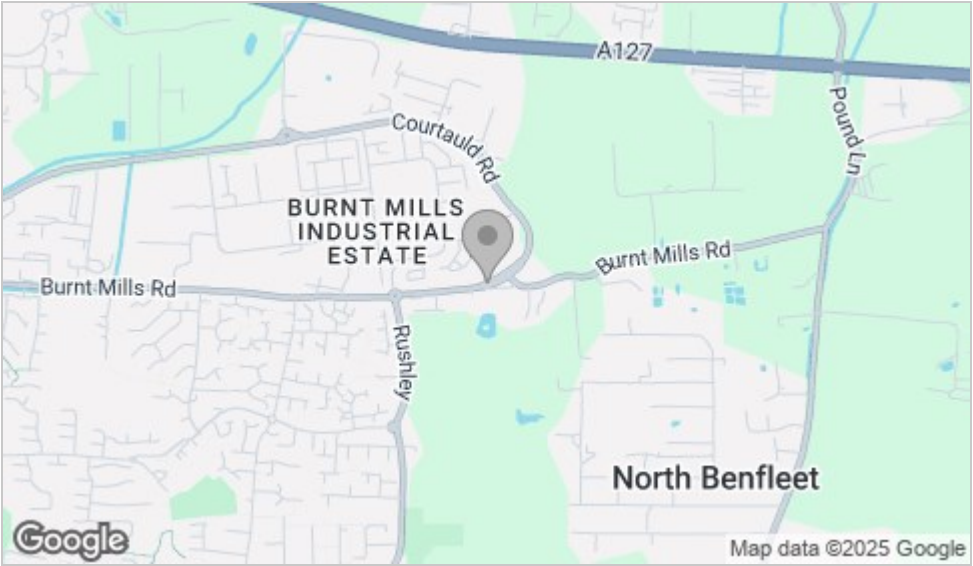 A127
Pound Ln
Courtauld Rd
BURNT MILLS
INDUSTRIAL
ESTATE
Burnt Mills Rd
Burnt Mills Rd
Rushley
North Benfleet
Google
Map data ©2025 Google